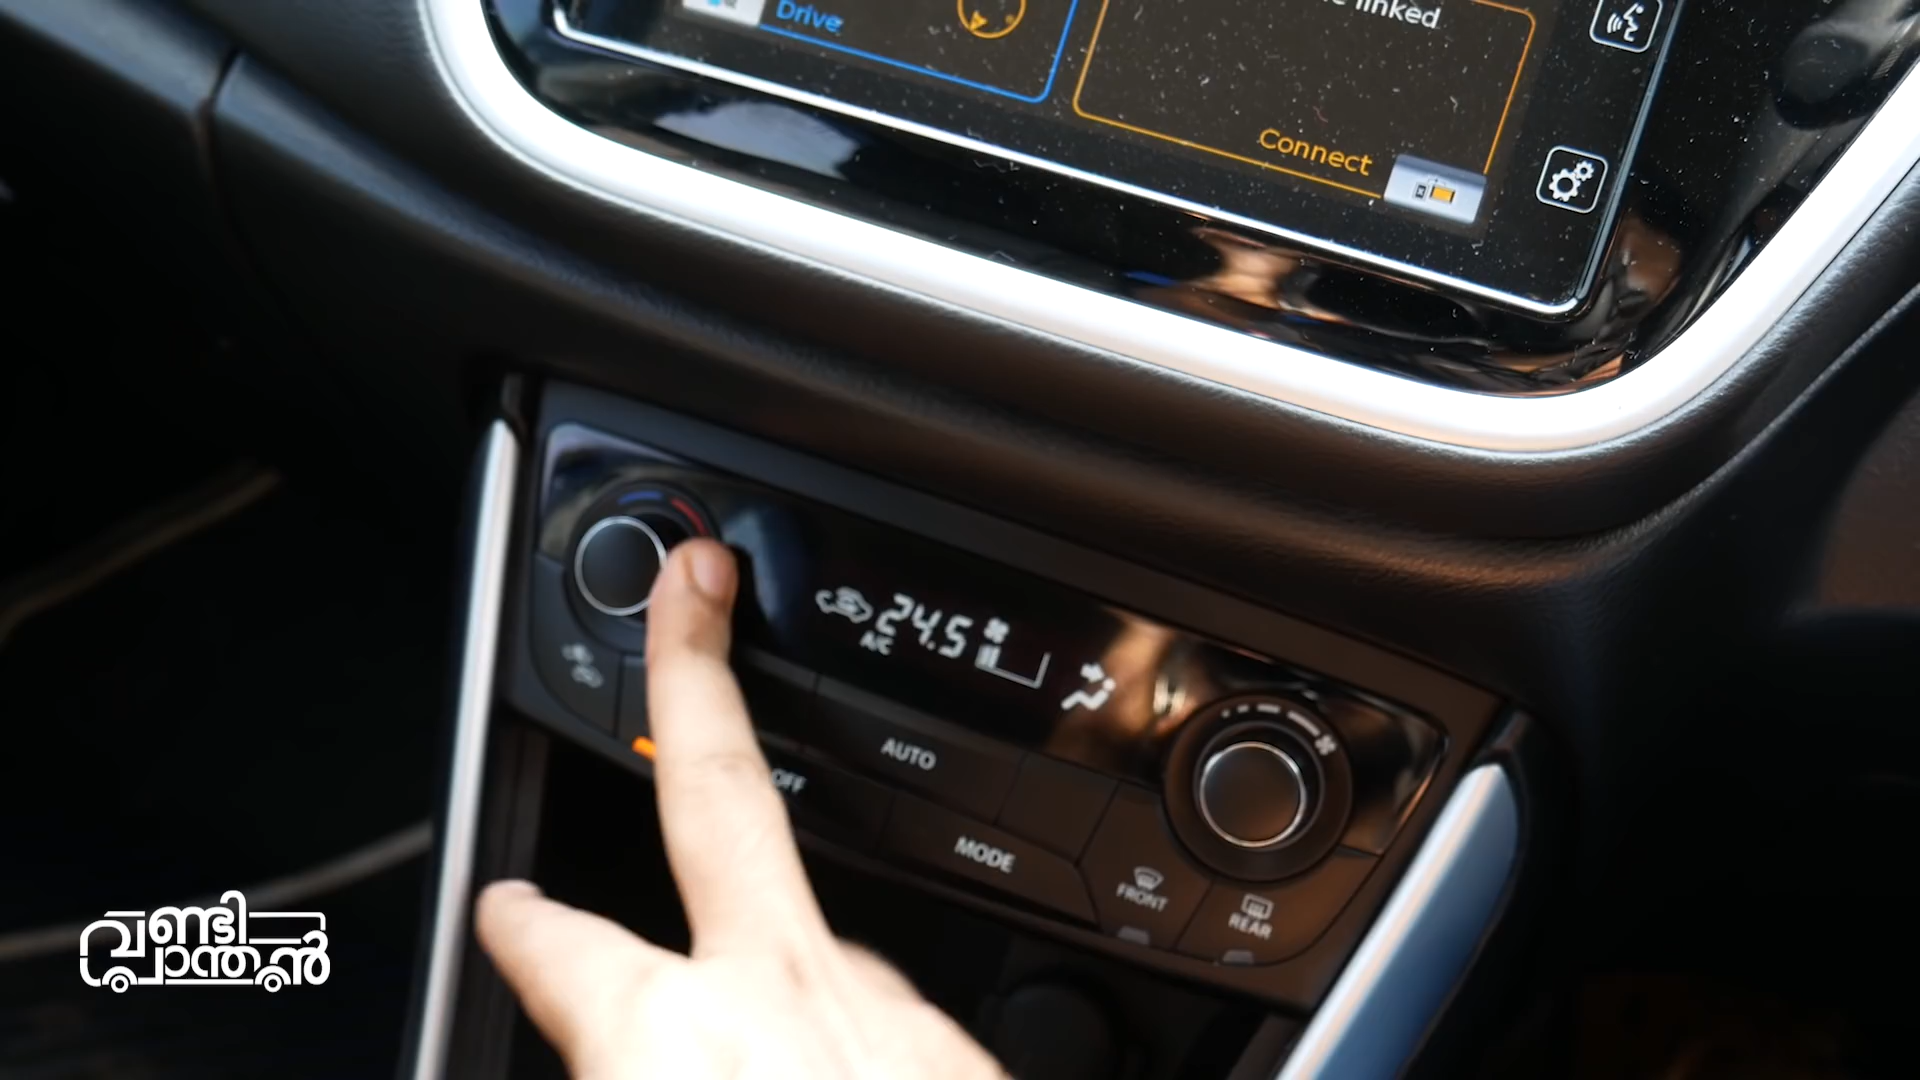 linked
Drive
Connect
24.5
A/C
AUTO
OFF
MODE
FRONT
REAR
വണ്ടി
പ്രാന്തൻ